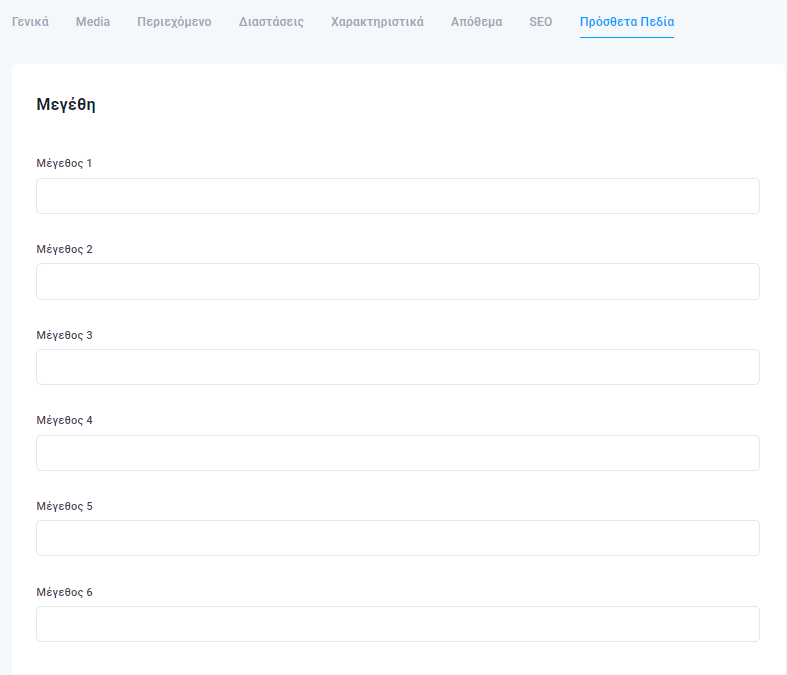 Γενικά Media Περιεχόμενο Διαστάσεις Χαρακτηριστικά Απόθεμα SEO Πρόσθετα Πεδία
Μεγέθη
Μέγεθος 1
Μέγεθος 2
Μέγεθος 3
Μέγεθος 4
Μέγεθος 5
Μέγεθος 6